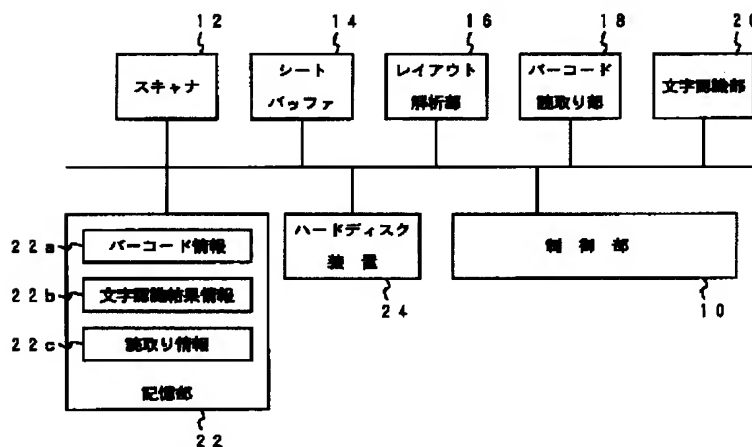 12
14
16
18
スキャナ
シート
バッファ
レイアウト
解析部
バーコード
読取り部
文字認識部
22a
バーコード情報
22b
文字認識結果情報
22c
読取り情報
記憶部
22
ハードディスク
装置
24
制御部
10